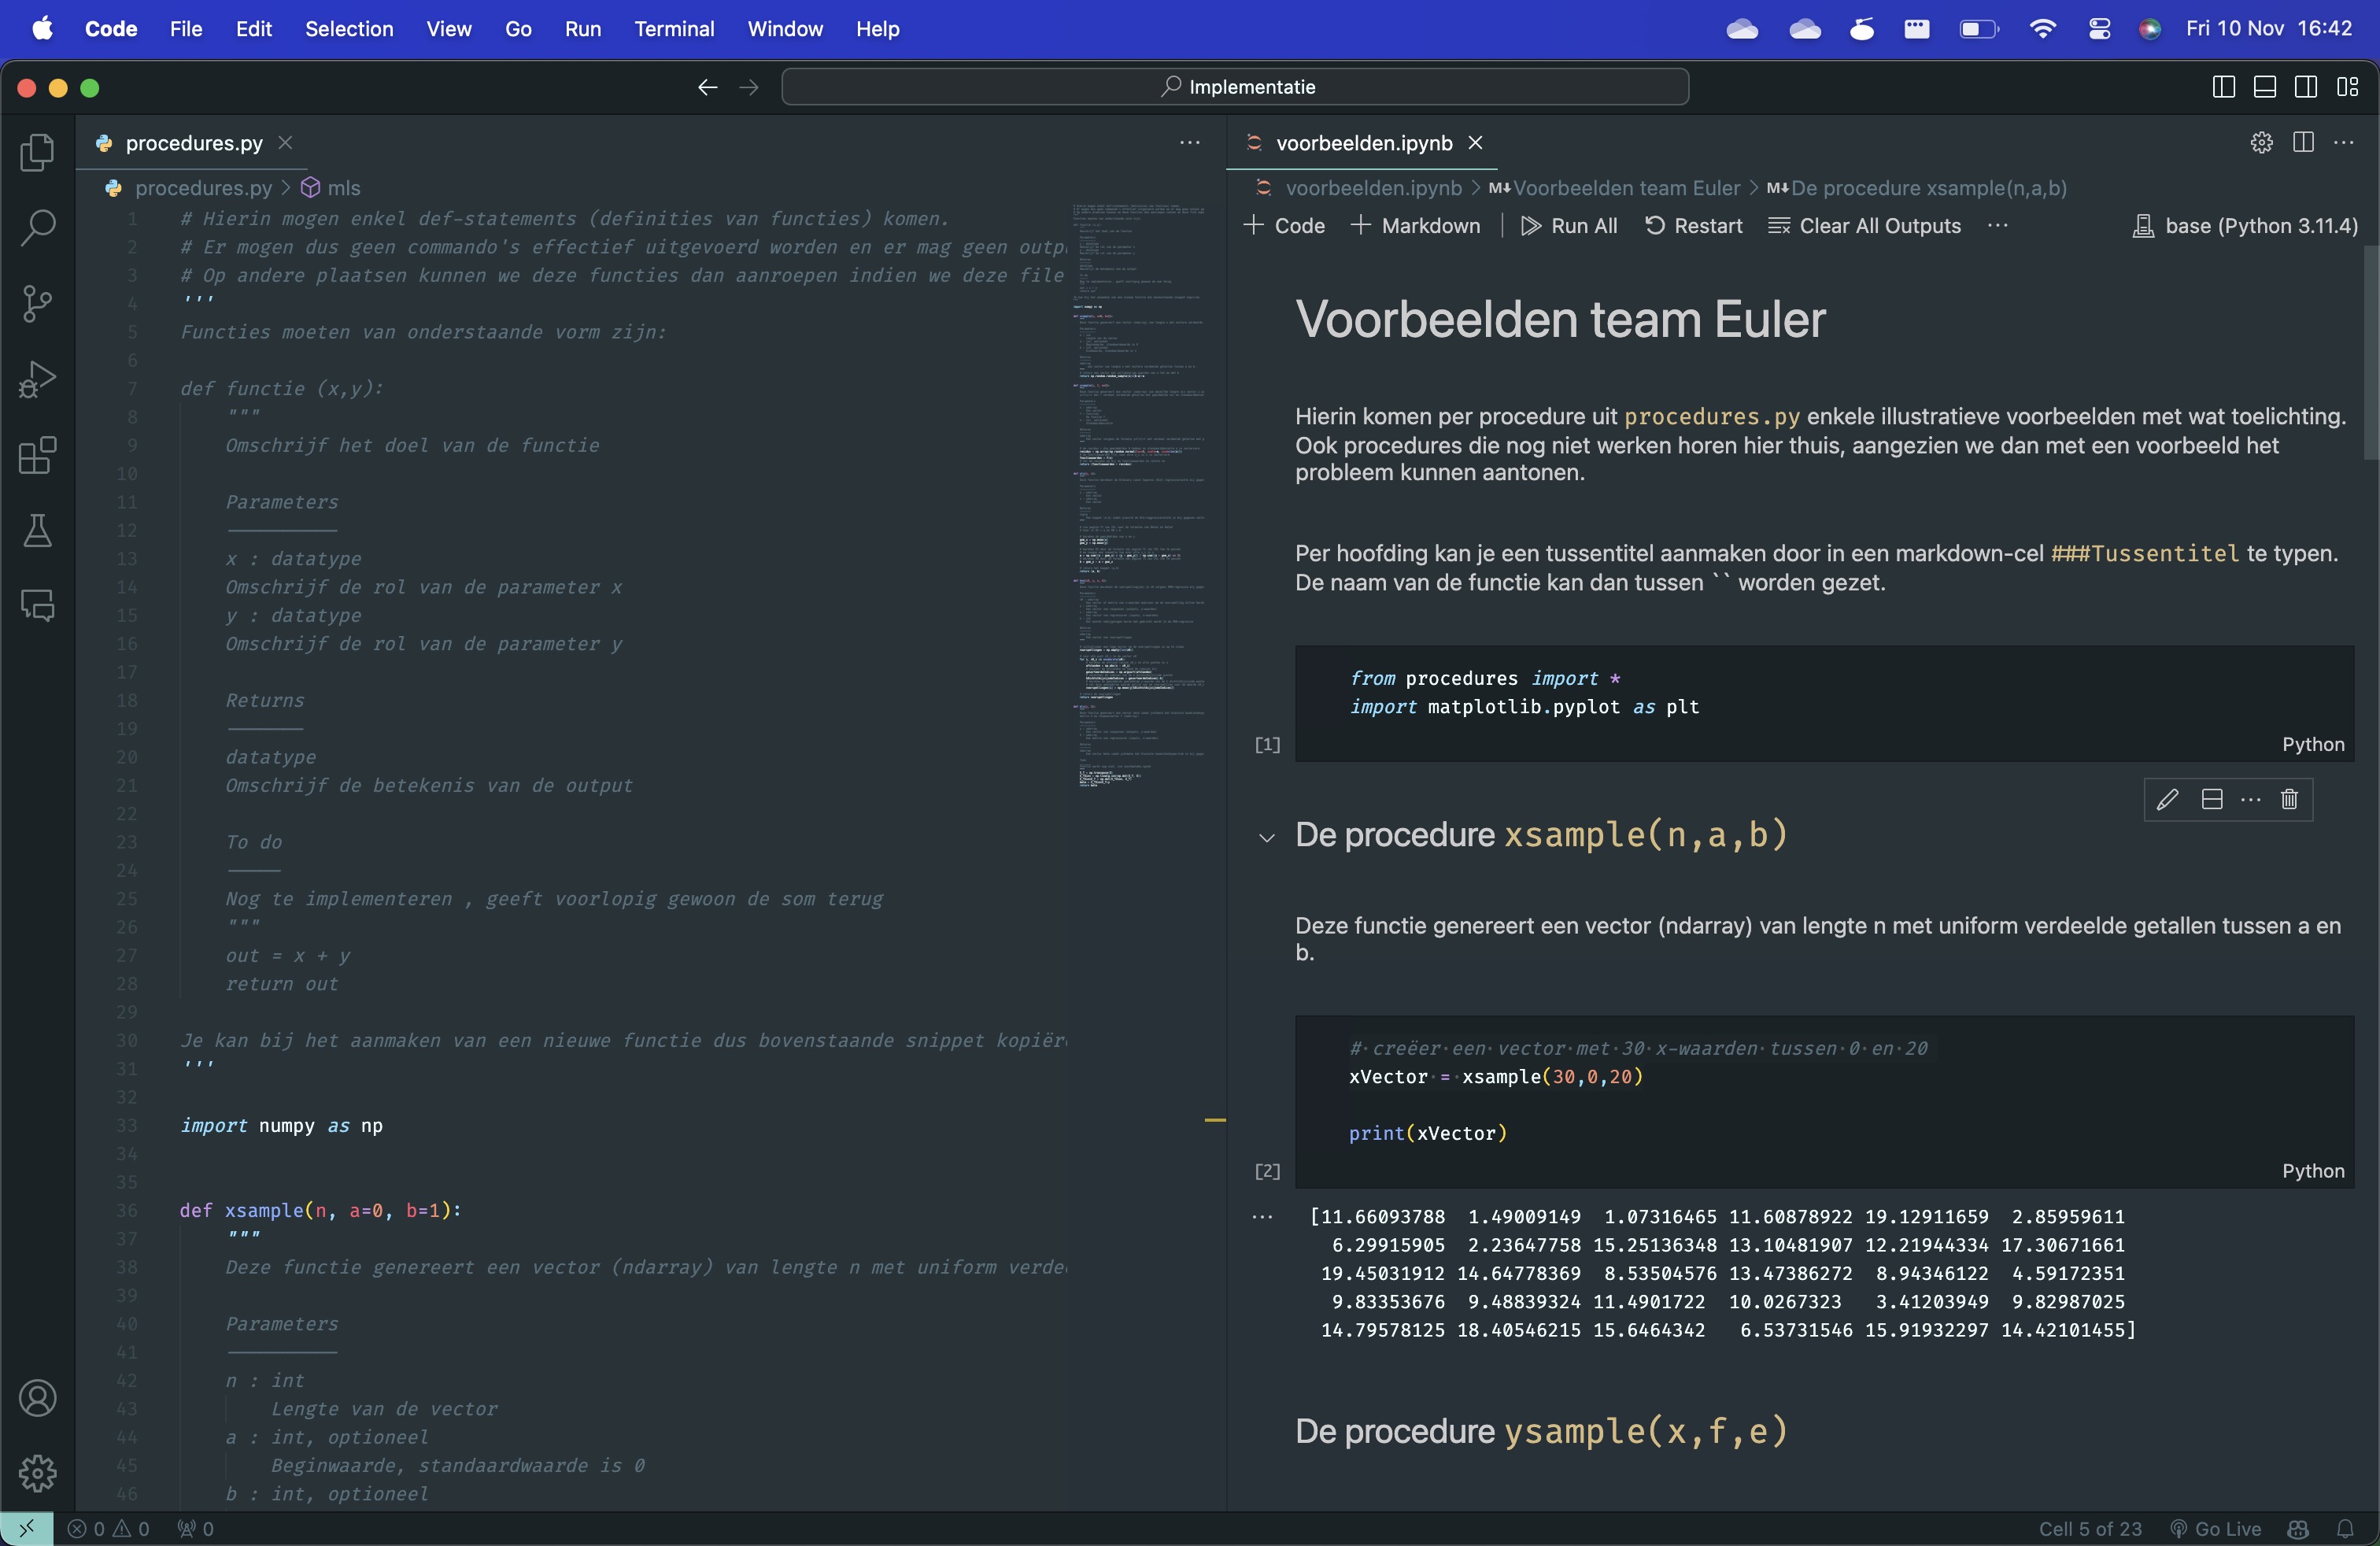 Code File Edit Selection View Go Run Terminal Window Help Fri 10 Nov 16:42
Implementatie
procedures.py
procedures.py > mls
1 # Hierin mogen enkel def-statements (definities van functies) komen.
2 # Er mogen dus geen commando's effectief uitgevoerd worden en er mag geen outp
3 # Op andere plaatsen kunnen we deze functies dan aanroepen indien we deze file
4 '''
5 Functies moeten van onderstaande vorm zijn:
6
7 def functie (x,y):
8 """
9 Omschrijf het doel van de functie
10
11 Parameters
12 ----------
13 x : datatype
14 Omschrijf de rol van de parameter x
15 y : datatype
16 Omschrijf de rol van de parameter y
17
18 Returns
19 -------
20 datatype
21 Omschrijf de betekenis van de output
22
23 To do
24 -----
25 Nog te implementeren , geeft voorlopig gewoon de som terug
26 """
27 out = x + y
28 return out
29
30 Je kan bij het aanmaken van een nieuwe functie dus bovenstaande snippet kopiër
31 '''
32
33 import numpy as np
34
35
36 def xsample(n, a=0, b=1):
37 """
38 Deze functie genereert een vector (ndarray) van lengte n met uniform verde
39
40 Parameters
41 ----------
42 n : int
43 Lengte van de vector
44 a : int, optioneel
45 Beginwaarde, standaardwaarde is 0
46 b : int, optioneel
voorbeelden.ipynb
voorbeelden.ipynb > M↓Voorbeelden team Euler > M↓De procedure xsample(n,a,b)
+ Code + Markdown | Run All Restart Clear All Outputs ··· base (Python 3.11.4)
Voorbeelden team Euler
Hierin komen per procedure uit procedures.py enkele illustratieve voorbeelden met wat toelichting.
Ook procedures die nog niet werken horen hier thuis, aangezien we dan met een voorbeeld het
probleem kunnen aantonen.
Per hoofding kan je een tussentitel aanmaken door in een markdown-cel ###Tussentitel te typen.
De naam van de functie kan dan tussen `` worden gezet.
from procedures import *
import matplotlib.pyplot as plt
[1] Python
De procedure xsample(n,a,b)
Deze functie genereert een vector (ndarray) van lengte n met uniform verdeelde getallen tussen a en
b.
# creëer een vector met 30 x-waarden tussen 0 en 20
xVector = xsample(30,0,20)
print(xVector)
[2] Python
[11.66093788 1.49009149 1.07316465 11.60878922 19.12911659 2.85959611
6.29915905 2.23647758 15.25136348 13.10481907 12.21944334 17.30671661
19.45031912 14.64778369 8.53504576 13.47386272 8.94346122 4.59172351
9.83353676 9.48839324 11.4901722 10.0267323 3.41203949 9.82987025
14.79578125 18.40546215 15.6464342 6.53731546 15.91932297 14.42101455]
De procedure ysample(x,f,e)
0 0 0 Cell 5 of 23 Go Live